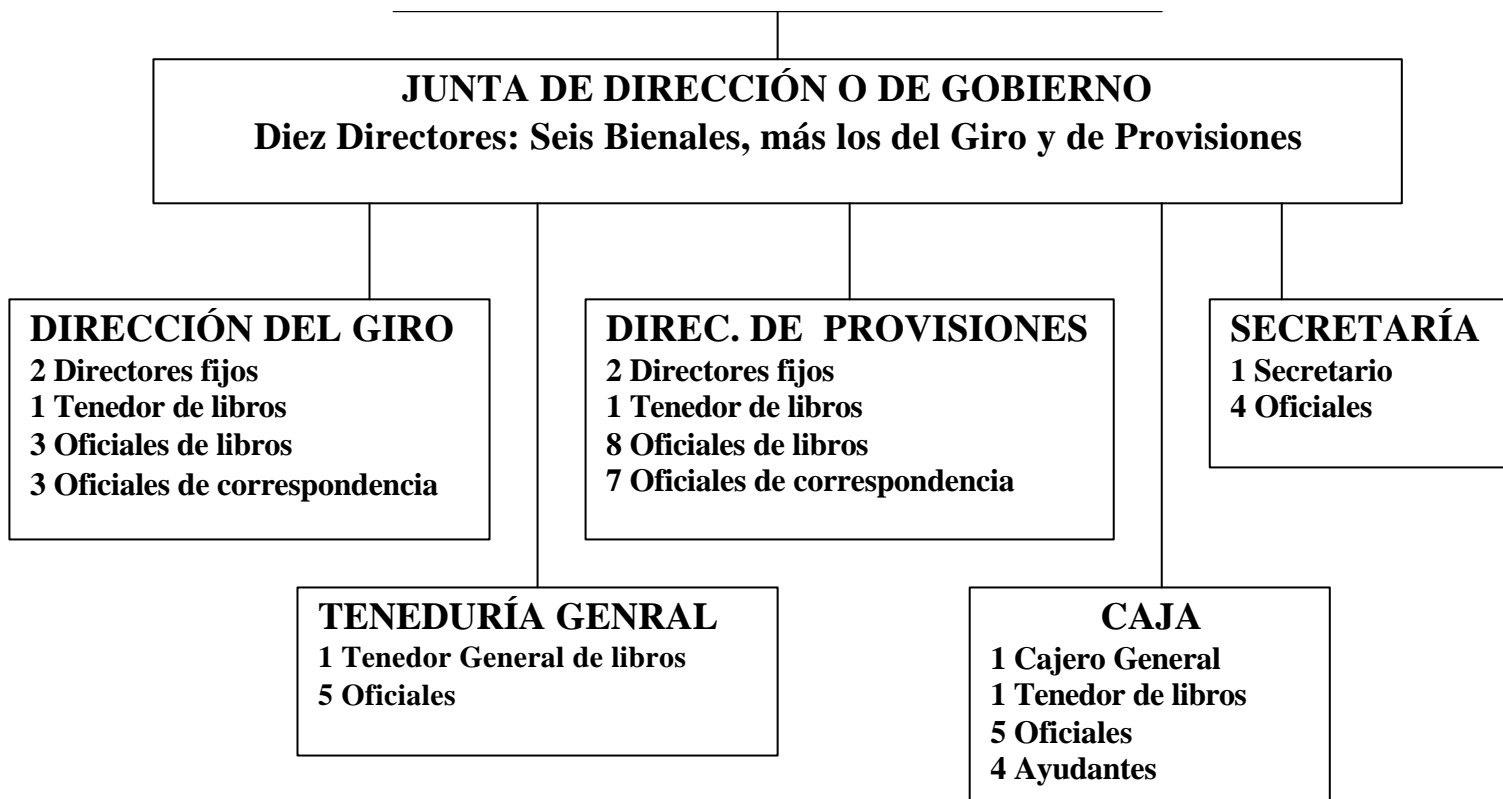 JUNTA DE DIRECCIÓN O DE GOBIERNO
Diez Directores: Seis Bienales, más los del Giro y de Provisiones
DIRECCIÓN DEL GIRO
2 Directores fijos
1 Tenedor de libros
3 Oficiales de libros
3 Oficiales de correspondencia
DIREC. DE PROVISIONES
2 Directores fijos
1 Tenedor de libros
8 Oficiales de libros
7 Oficiales de correspondencia
SECRETARÍA
1 Secretario
4 Oficiales
TENEDURÍA GENRAL
1 Tenedor General de libros
5 Oficiales
CAJA
1 Cajero General
1 Tenedor de libros
5 Oficiales
4 Ayudantes